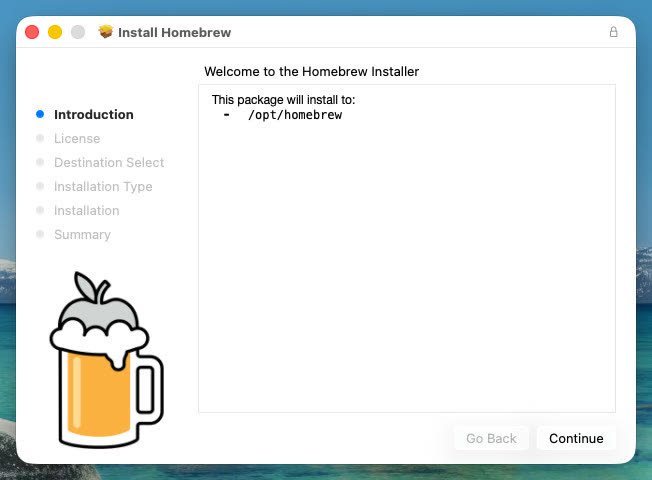 Install Homebrew
Welcome to the Homebrew Installer
Introduction
License
Destination Select
Installation Type
Installation
Summary
This package will install to:
- /opt/homebrew
Go Back
Continue